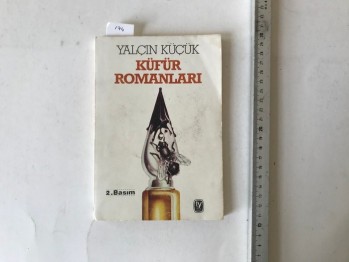 YALÇIN KÜÇÜK
KÜFÜR
ROMANLARI
2. Basım